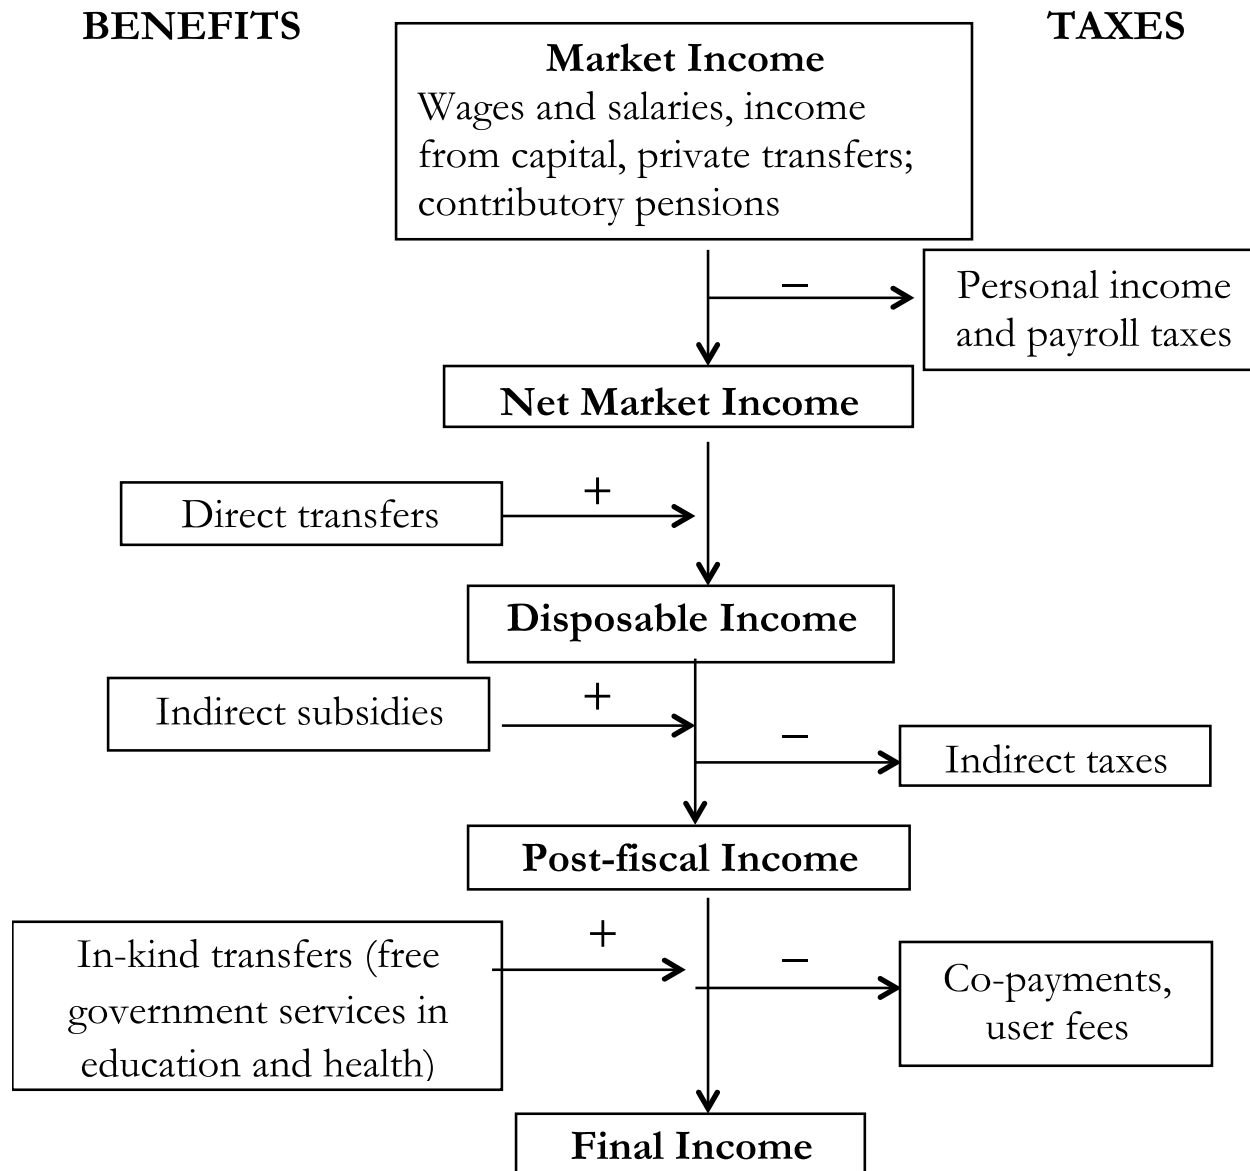 BENEFITS
TAXES
Market Income
Wages and salaries, income
from capital, private transfers;
contributory pensions
–
Personal income
and payroll taxes
Net Market Income
+
Direct transfers
Disposable Income
+
Indirect subsidies
–
Indirect taxes
Post-fiscal Income
+
In-kind transfers (free
government services in
education and health)
–
Co-payments,
user fees
Final Income